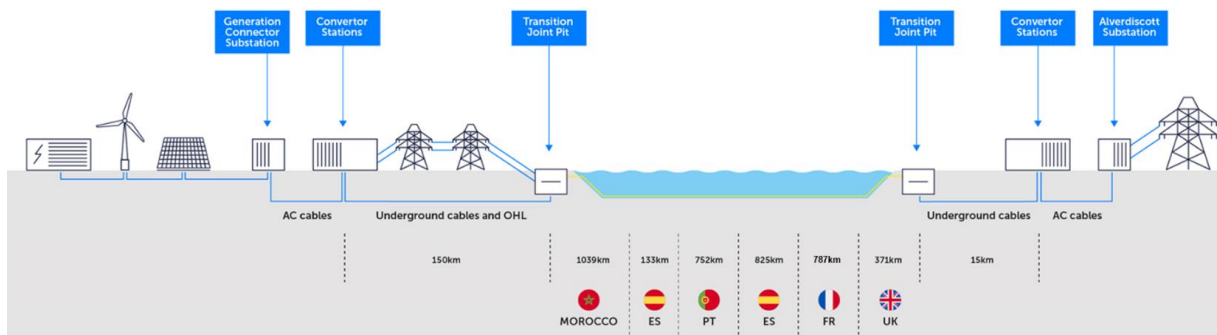 Generation
Connector
Substation
Convertor
Stations
Transition
Joint Pit
Transition
Joint Pit
Convertor
Stations
Alverdiscott
Substation
AC cables
Underground cables and OHL
Underground cables
AC cables
150km
1039km
133km
752km
825km
787km
371km
15km
MOROCCO
ES
PT
ES
FR
UK